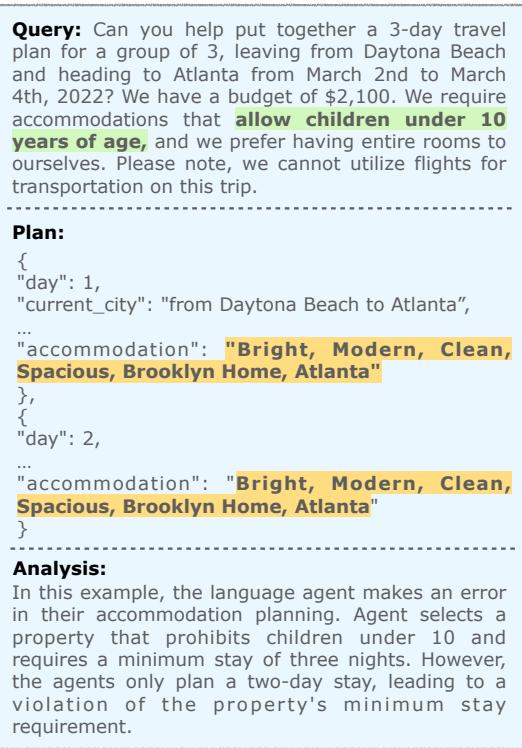 Query: Can you help put together a 3-day travel
plan for a group of 3, leaving from Daytona Beach
and heading to Atlanta from March 2nd to March
4th, 2022? We have a budget of $2,100. We require
accommodations that allow children under 10
years of age, and we prefer having entire rooms to
ourselves. Please note, we cannot utilize flights for
transportation on this trip.
Plan:
{
"day": 1,
"current_city": "from Daytona Beach to Atlanta”,
…
"accommodation": "Bright, Modern, Clean,
Spacious, Brooklyn Home, Atlanta"
},
{
"day": 2,
…
"accommodation": "Bright, Modern, Clean,
Spacious, Brooklyn Home, Atlanta"
}
Analysis:
In this example, the language agent makes an error
in their accommodation planning. Agent selects a
property that prohibits children under 10 and
requires a minimum stay of three nights. However,
the agents only plan a two-day stay, leading to a
violation of the property's minimum stay
requirement.